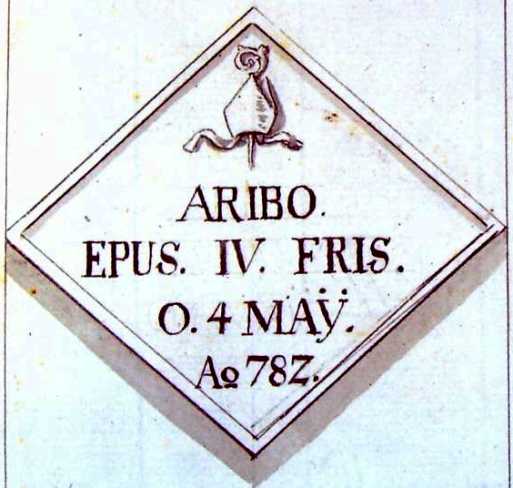 ARIBO.
EPUS. IV. FRIS.
O. 4 MAÿ.
Ao 782.